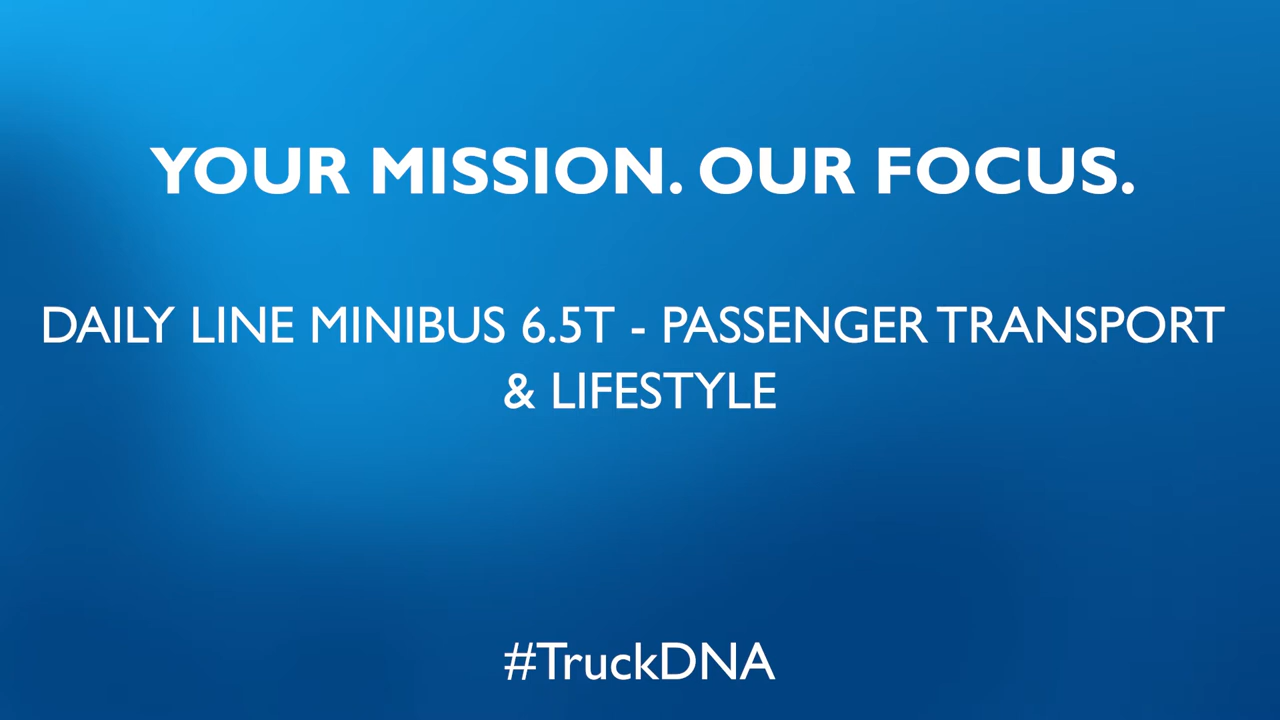 YOUR MISSION. OUR FOCUS.
DAILY LINE MINIBUS 6.5T - PASSENGER TRANSPORT
& LIFESTYLE
#TruckDNA